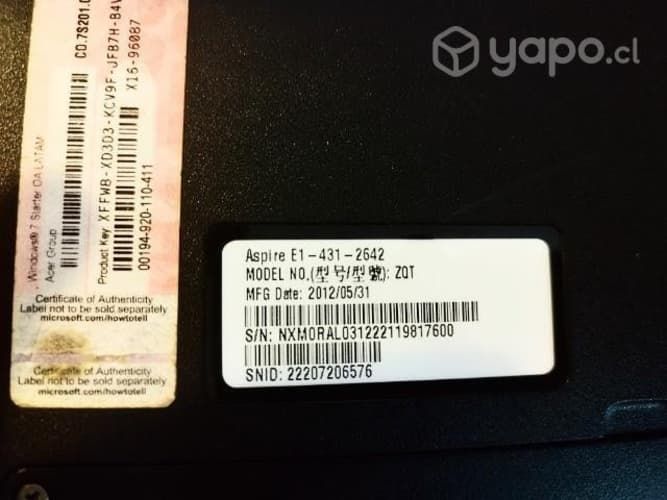 yapo.cl
CO.7S201.0
Windows® 7 Starter OA LATAM
Acer Group
Product Key: XFFWB-XD3D3-KCV9F-JFB7H-B4V
X16-96087
00194-920-110-411
Certificate of Authenticity
Label not to be sold separately
microsoft.com/howtotell
Certificate of Authenticity
Label not to be sold separately
microsoft.com/howtotell
Aspire E1-431-2642
MODEL NO.(型号/型號): ZQT
MFG Date: 2012/05/31
S/N: NXM0RAL031222119817600
SNID: 22207206576